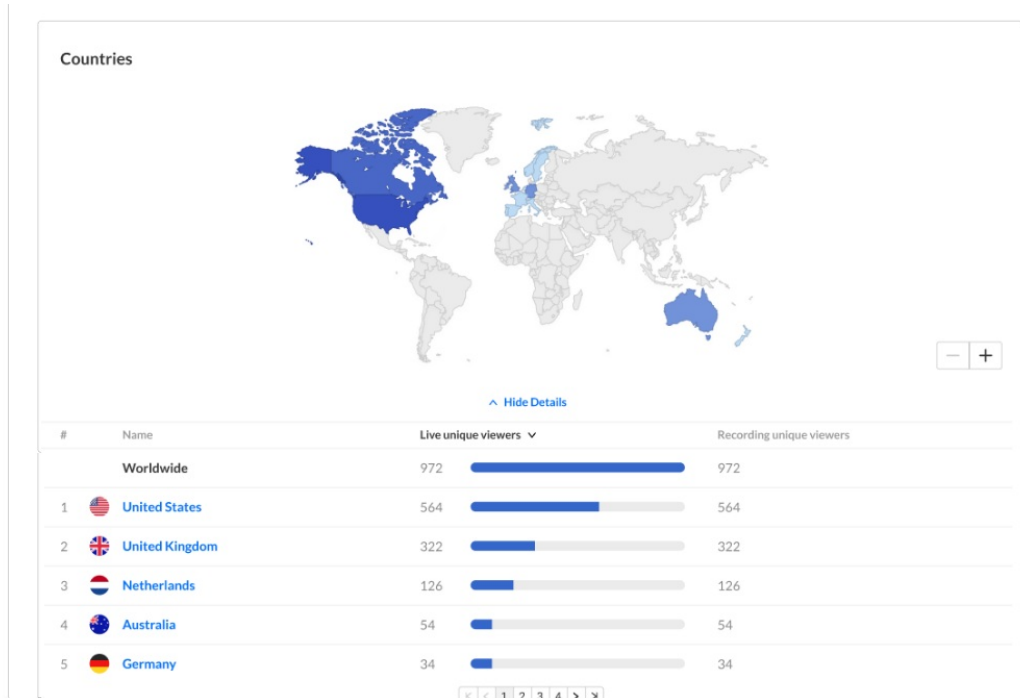 Countries
− +
Hide Details
# Name Live unique viewers Recording unique viewers
Worldwide 972 972
1 United States 564 564
2 United Kingdom 322 322
3 Netherlands 126 126
4 Australia 54 54
5 Germany 34 34
1 2 3 4